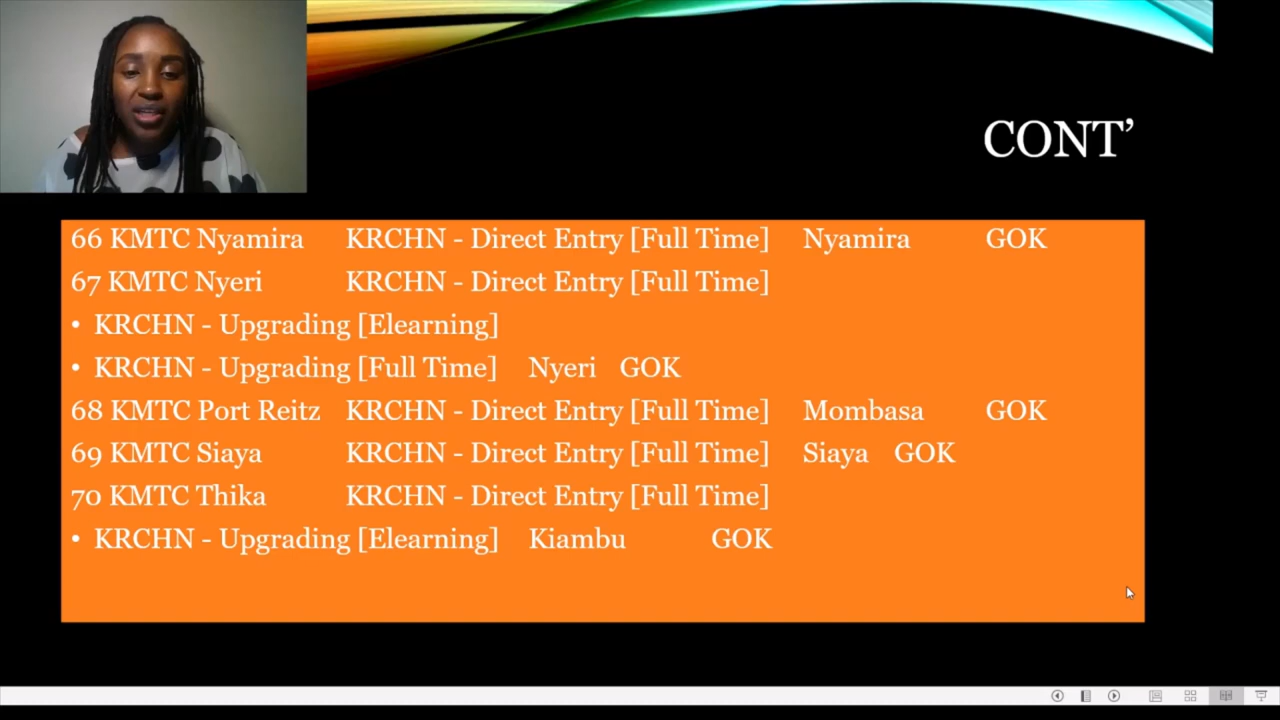 CONT’
66 KMTC Nyamira KRCHN - Direct Entry [Full Time] Nyamira GOK
67 KMTC Nyeri KRCHN - Direct Entry [Full Time]
• KRCHN - Upgrading [Elearning]
• KRCHN - Upgrading [Full Time] Nyeri GOK
68 KMTC Port Reitz KRCHN - Direct Entry [Full Time] Mombasa GOK
69 KMTC Siaya KRCHN - Direct Entry [Full Time] Siaya GOK
70 KMTC Thika KRCHN - Direct Entry [Full Time]
• KRCHN - Upgrading [Elearning] Kiambu GOK